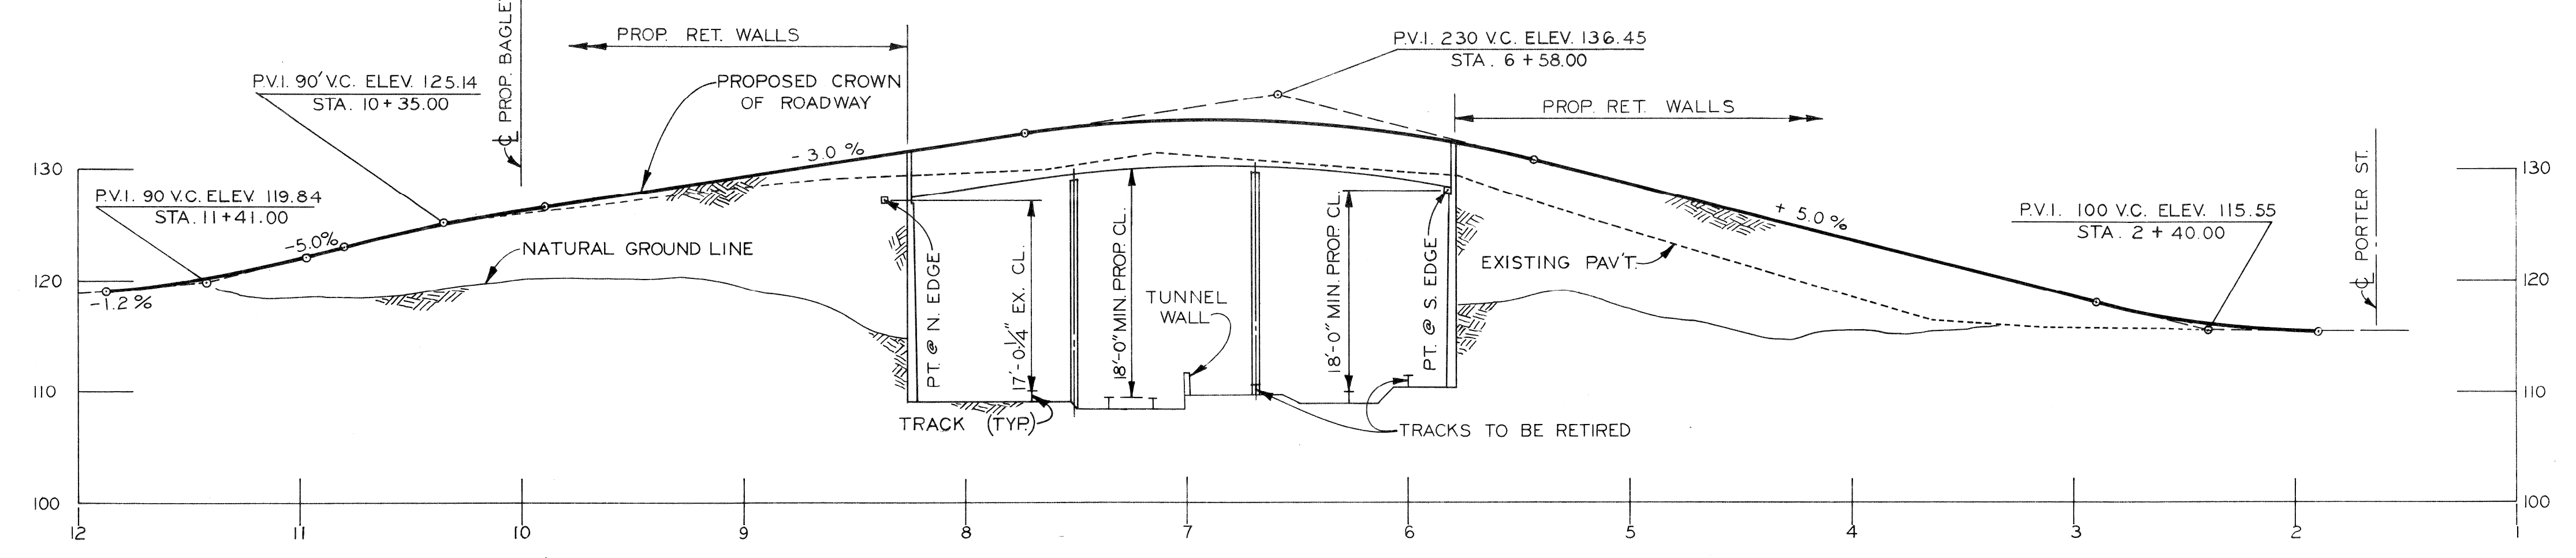 ℄ PROP. BAGLE
PROP. RET. WALLS
P.V.I. 230 V.C. ELEV. 136.45
STA. 6 + 58.00
P.V.I. 90' V.C. ELEV. 125.14
STA. 10 + 35.00
PROPOSED CROWN
OF ROADWAY
PROP. RET. WALLS
- 3.0 %
130
130
P.V.I. 90 V.C. ELEV. 119.84
STA. 11 + 41.00
℄ PORTER ST.
+ 5.0 %
P.V.I. 100 V.C. ELEV. 115.55
STA. 2 + 40.00
-5.0%
NATURAL GROUND LINE
EXISTING PAV'T.
120
120
-1.2 %
PT. @ N. EDGE
17'-0 1/4" EX. CL.
18'-0" MIN. PROP. CL.
TUNNEL
WALL
18'-0" MIN. PROP. CL.
PT. @ S. EDGE
110
110
TRACK (TYP.)
TRACKS TO BE RETIRED
100
100
12 11 10 9 8 7 6 5 4 3 2 1